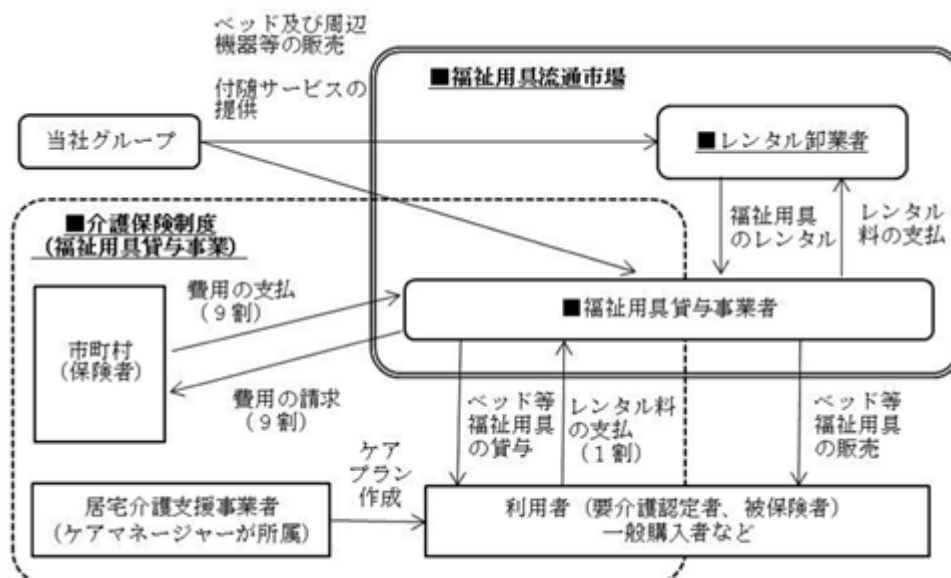 ベッド及び周辺
機器等の販売
付随サービスの
提供
■福祉用具流通市場
当社グループ
■レンタル卸業者
■介護保険制度
(福祉用具貸与事業)
福祉用具
のレンタル
レンタル
料の支払
費用の支払
(9割)
■福祉用具貸与事業者
市町村
(保険者)
費用の請求
(9割)
ベッド等
福祉用具
の貸与
レンタル料
の支払
(1割)
ベッド等
福祉用具
の販売
ケア
プラン
作成
居宅介護支援事業者
(ケアマネージャーが所属)
利用者(要介護認定者、被保険者)
一般購入者など